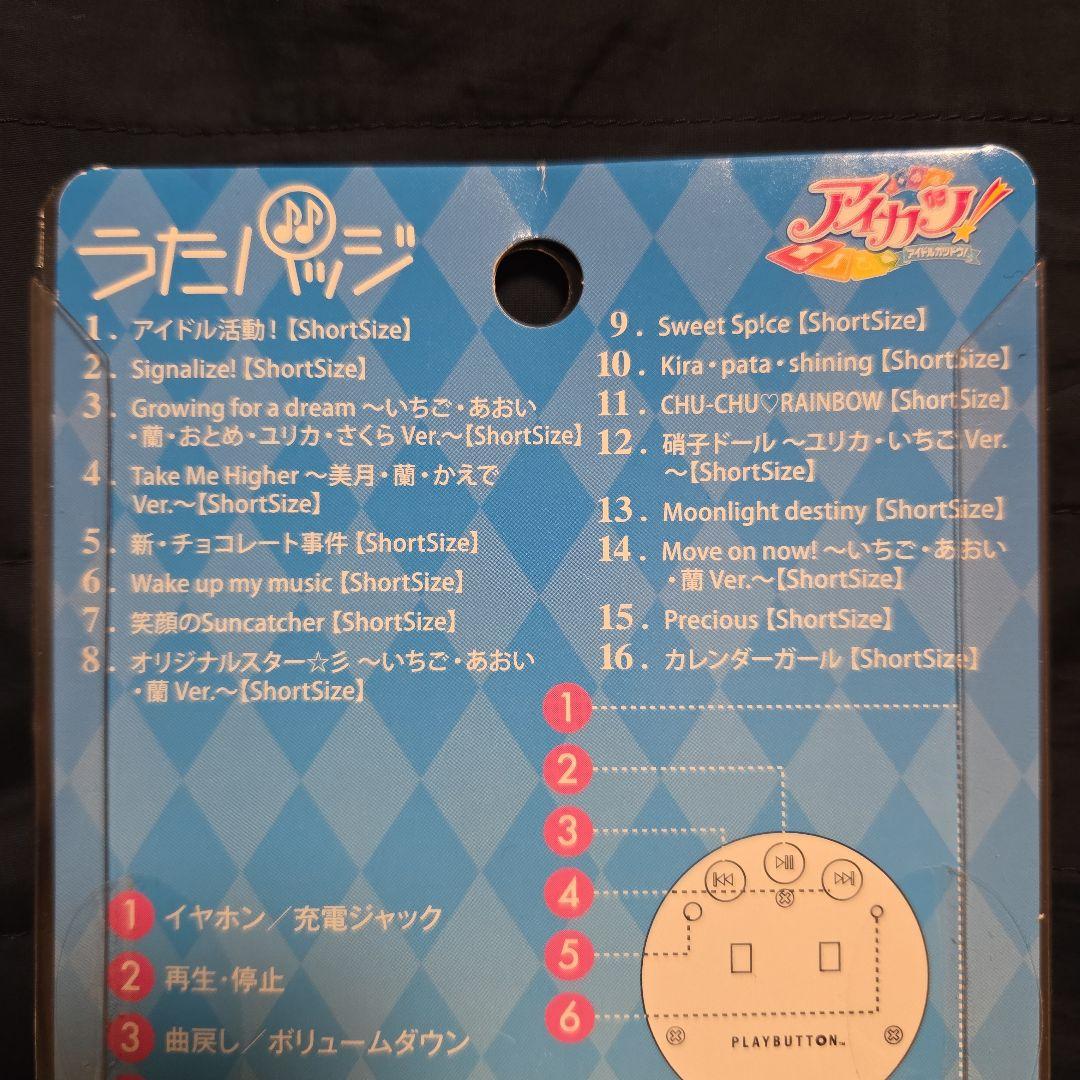 うたバッジ
アイカツ!
アイドルカツドウ!
1. アイドル活動!【ShortSize】
2. Signalize!【ShortSize】
3. Growing for a dream ～いちご・あおい
・蘭・おとめ・ユリカ・さくら Ver.～【ShortSize】
4. Take Me Higher ～美月・蘭・かえで
Ver.～【ShortSize】
5. 新・チョコレート事件【ShortSize】
6. Wake up my music【ShortSize】
7. 笑顔のSuncatcher【ShortSize】
8. オリジナルスター☆彡 ～いちご・あおい
・蘭 Ver.～【ShortSize】
9. Sweet Sp!ce【ShortSize】
10. Kira・pata・shining【ShortSize】
11. CHU-CHU♡RAINBOW【ShortSize】
12. 硝子ドール ～ユリカ・いちご Ver.
～【ShortSize】
13. Moonlight destiny【ShortSize】
14. Move on now! ～いちご・あおい
・蘭 Ver.～【ShortSize】
15. Precious【ShortSize】
16. カレンダーガール【ShortSize】
1
2
3
4
5
6
PLAYBUTTON™
1 イヤホン／充電ジャック
2 再生・停止
3 曲戻し／ボリュームダウン